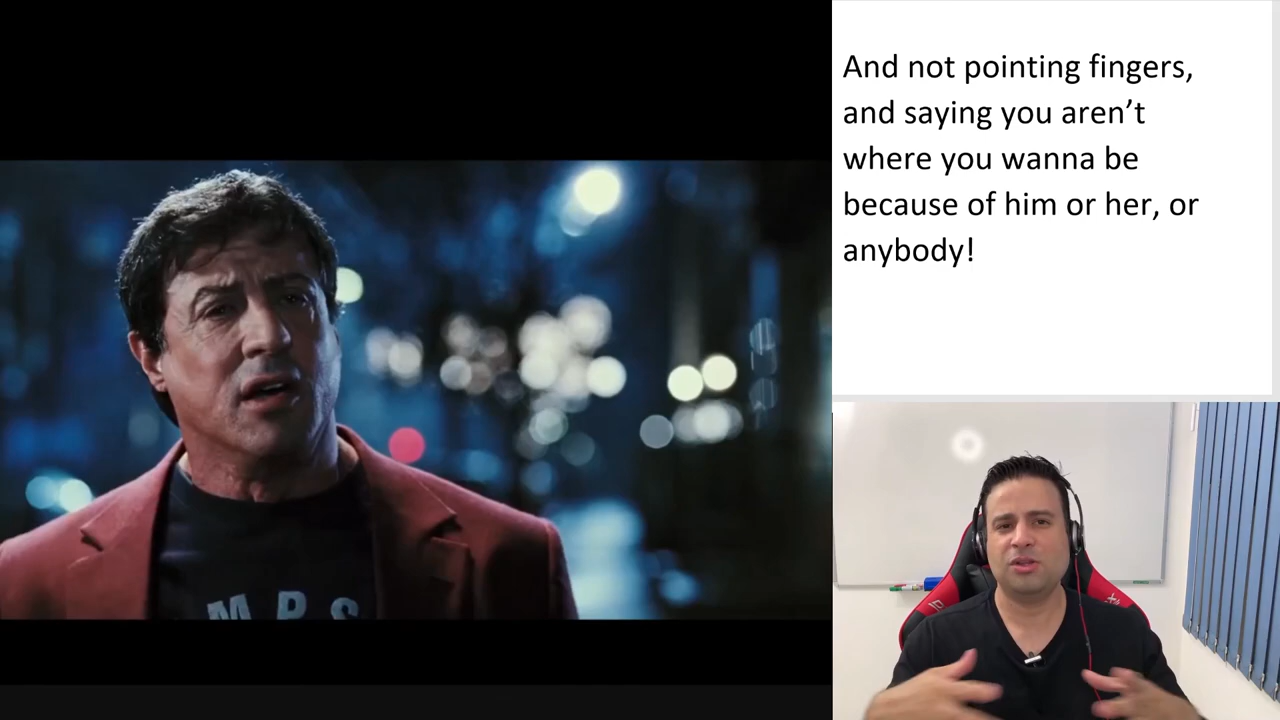 And not pointing fingers,
and saying you aren’t
where you wanna be
because of him or her, or
anybody!
M P S